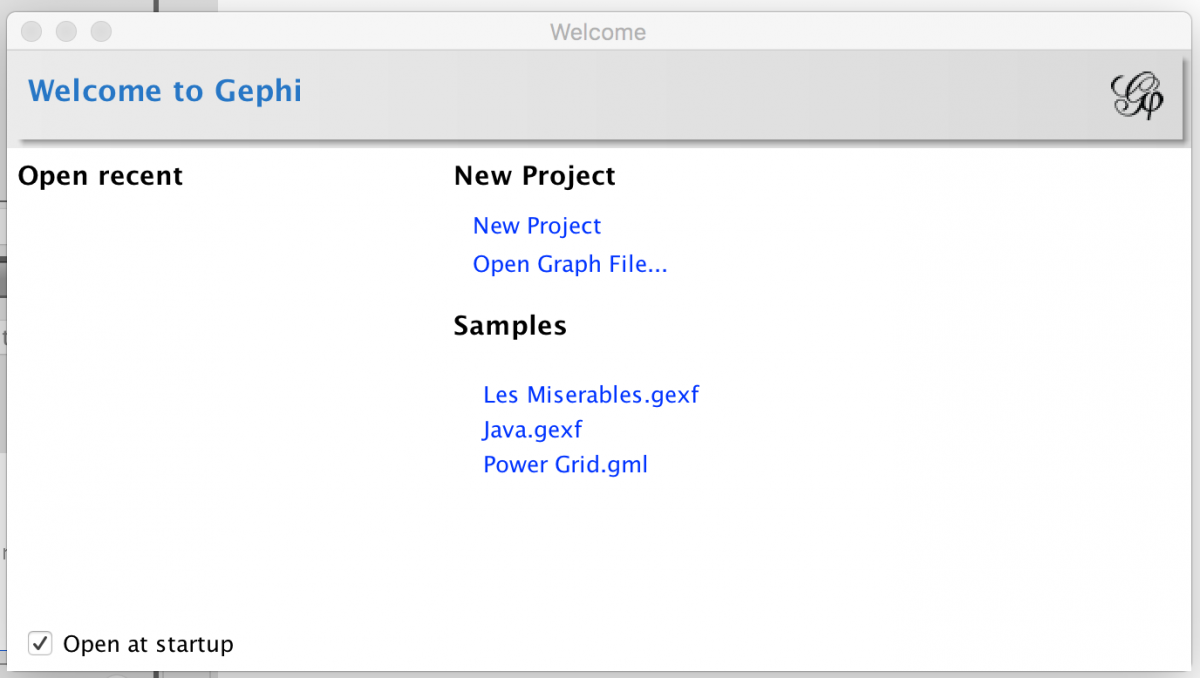 Welcome
Welcome to Gephi
Open recent
New Project
New Project
Open Graph File...
Samples
Les Miserables.gexf
Java.gexf
Power Grid.gml
Open at startup